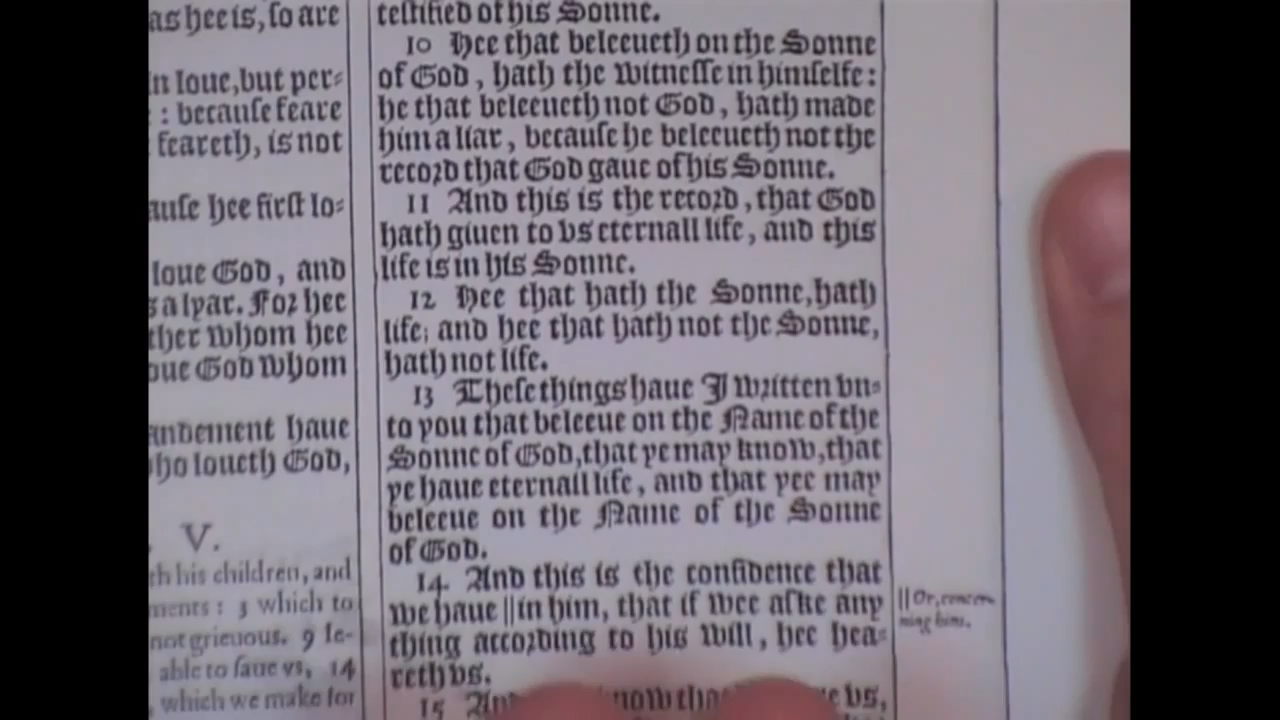 as hee is, so are
in loue, but per-
: because feare
feareth, is not
ause hee first lo-
loue God, and
s a lyar. For hee
ther whom hee
oue God whom
andement haue
ho loueth God,
V.
th his children, and
ments: 3 which to
not grieuous. 9 Ie-
able to saue vs, 14
which we make for
testified of his Sonne.
10 Hee that beleeueth on the Sonne
of God, hath the witnesse in himselfe:
he that beleeueth not God, hath made
him a liar, because he beleeueth not the
record that God gaue of his Sonne.
11 And this is the record, that God
hath giuen to vs eternall life, and this
life is in his Sonne.
12 Hee that hath the Sonne, hath
life; and hee that hath not the Sonne,
hath not life.
13 These things haue I written vn-
to you that beleeue on the Name of the
Sonne of God, that ye may know, that
ye haue eternall life, and that yee may
beleeue on the Name of the Sonne
of God.
14 And this is the confidence that
we haue || in him, that if wee aske any
thing according to his will, hee hea-
reth vs.
15 And know that vs,
|| Or, concer-
ning him.